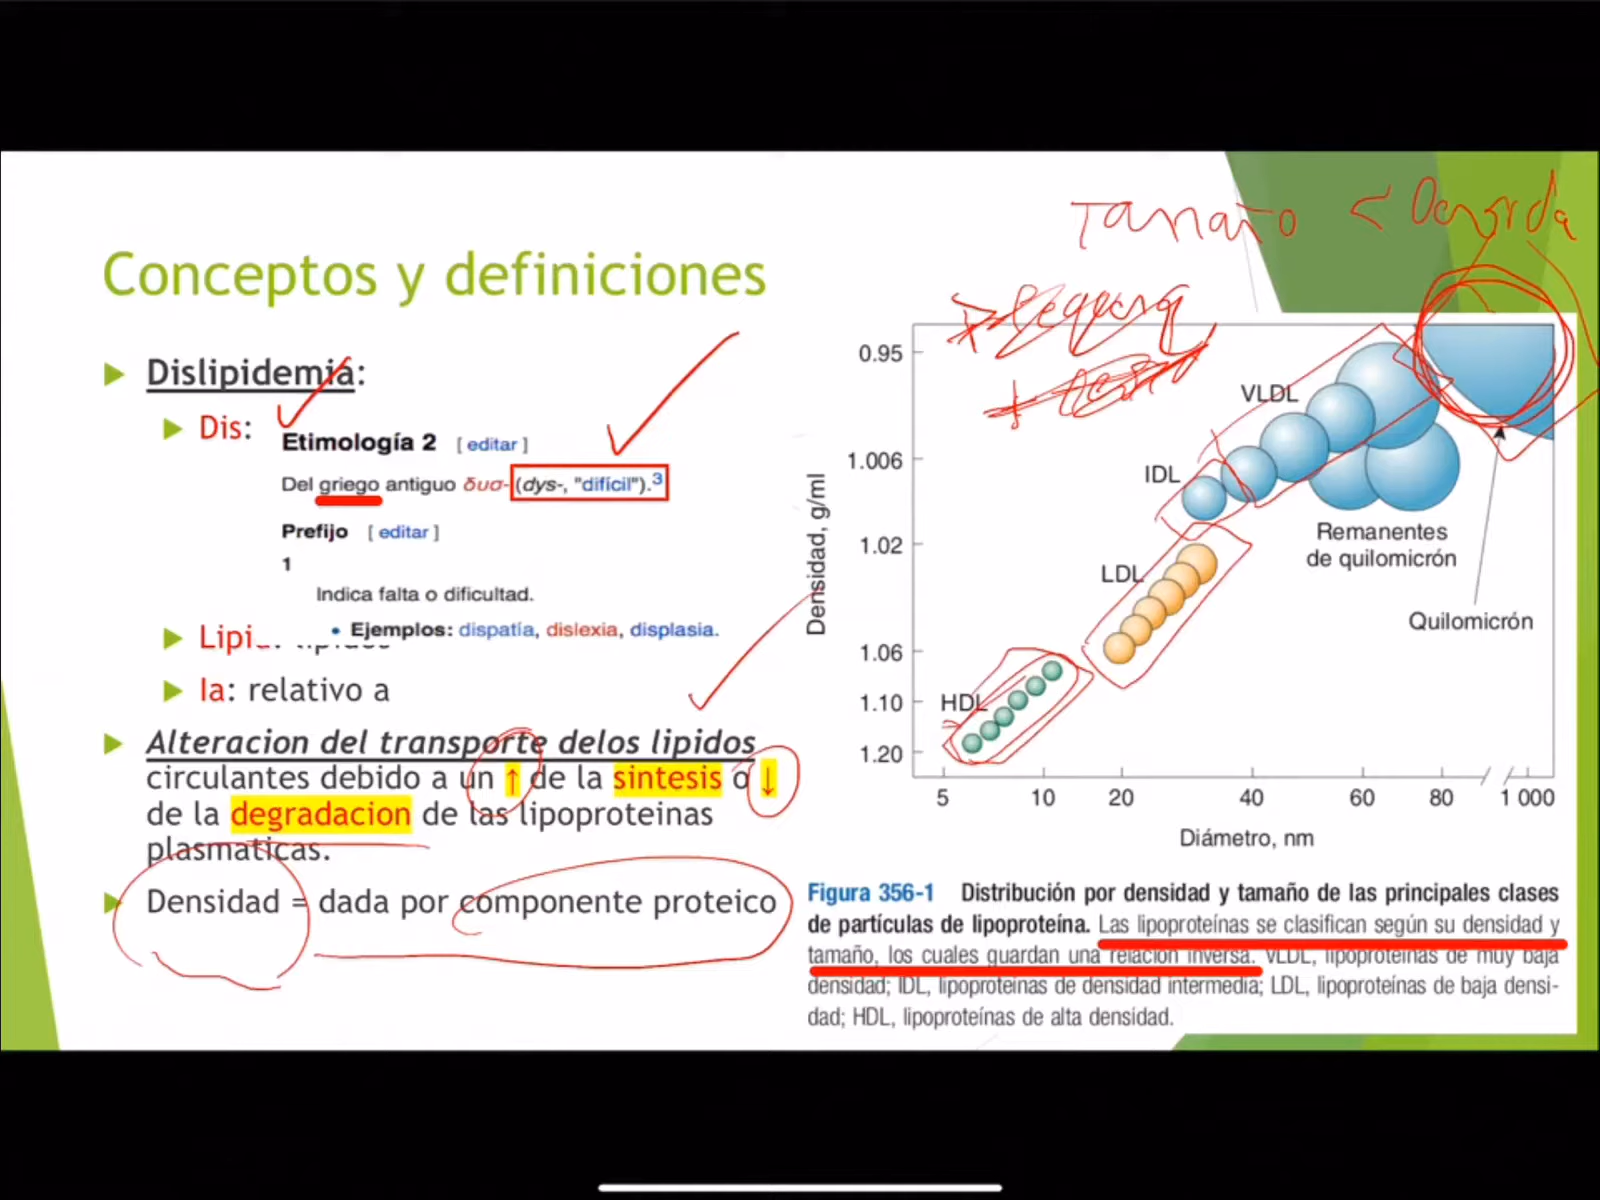 Tamaño < Densida
Conceptos y definiciones
Dislipidemia:
Dis:
Etimología 2 [ editar ]
Del griego antiguo δυσ- (dys-, "difícil").3
Prefijo [ editar ]
1
Indica falta o dificultad.
Ejemplos: dispatía, dislexia, displasia.
Ia: relativo a
Alteracion del transporte delos lipidos
circulantes debido a un ↑ de la sintesis o ↓
de la degradacion de las lipoproteinas
plasmaticas.
Densidad = dada por componente proteico
Densidad, g/ml
0.95
1.006
1.02
1.06
1.10
1.20
VLDL
IDL
LDL
HDL
Remanentes
de quilomicrón
Quilomicrón
5 10 20 40 60 80 1 000
Diámetro, nm
Figura 356-1 Distribución por densidad y tamaño de las principales clases
de partículas de lipoproteína. Las lipoproteínas se clasifican según su densidad y
tamaño, los cuales guardan una relación inversa. VLDL, lipoproteínas de muy baja
densidad; IDL, lipoproteínas de densidad intermedia; LDL, lipoproteínas de baja densi-
dad; HDL, lipoproteínas de alta densidad.